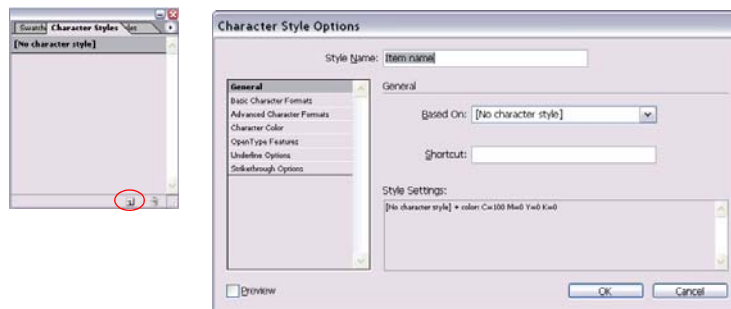 Swatch Character Styles
[No character style]
Character Style Options
Style Name: Item name
General
Basic Character Formats
Advanced Character Formats
Character Color
OpenType Features
Underline Options
Strikethrough Options
General
Based On: [No character style]
Shortcut:
Style Settings:
[No character style] + color: C=100 M=0 Y=0 K=0
Preview
OK
Cancel